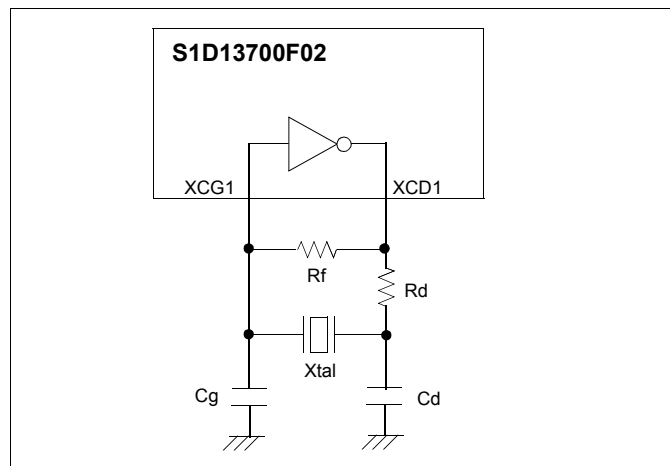 S1D13700F02
XCG1
XCD1
Rf
Rd
Xtal
Cg
Cd